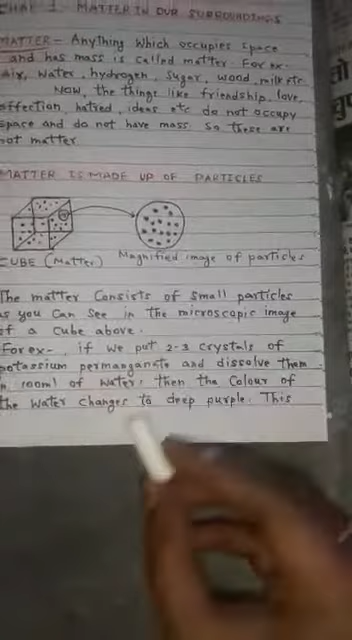 CHAP 1- MATTER IN OUR SURROUNDINGS
MATTER - Anything which occupies space
and has mass is called matter. For ex-
Air, water, hydrogen, sugar, wood, milk etc.
Now, the things like friendship, love,
affection, hatred, ideas etc do not occupy
space and do not have mass. So these are
not matter
MATTER IS MADE UP OF PARTICLES
CUBE (Matter) Magnified image of particles
The matter consists of small particles
as you can see in the microscopic image
of a cube above.
For ex-, if we put 2-3 crystals of
potassium permanganate and dissolve them
in 100ml of water, then the colour of
the water changes to deep purple. This